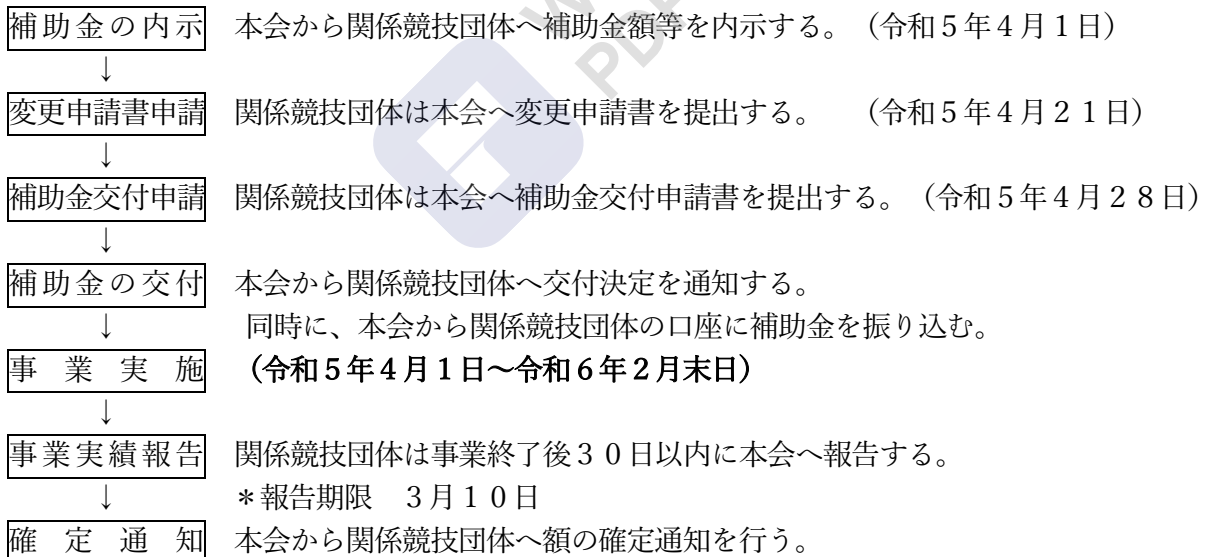 補助金の内示 本会から関係競技団体へ補助金額等を内示する。(令和5年4月1日)
↓
変更申請書申請 関係競技団体は本会へ変更申請書を提出する。 (令和5年4月21日)
↓
補助金交付申請 関係競技団体は本会へ補助金交付申請書を提出する。(令和5年4月28日)
↓
補助金の交付 本会から関係競技団体へ交付決定を通知する。
↓ 同時に、本会から関係競技団体の口座に補助金を振り込む。
事 業 実 施 (令和5年4月1日~令和6年2月末日)
↓
事業実績報告 関係競技団体は事業終了後30日以内に本会へ報告する。
↓ *報告期限 3月10日
確 定 通 知 本会から関係競技団体へ額の確定通知を行う。